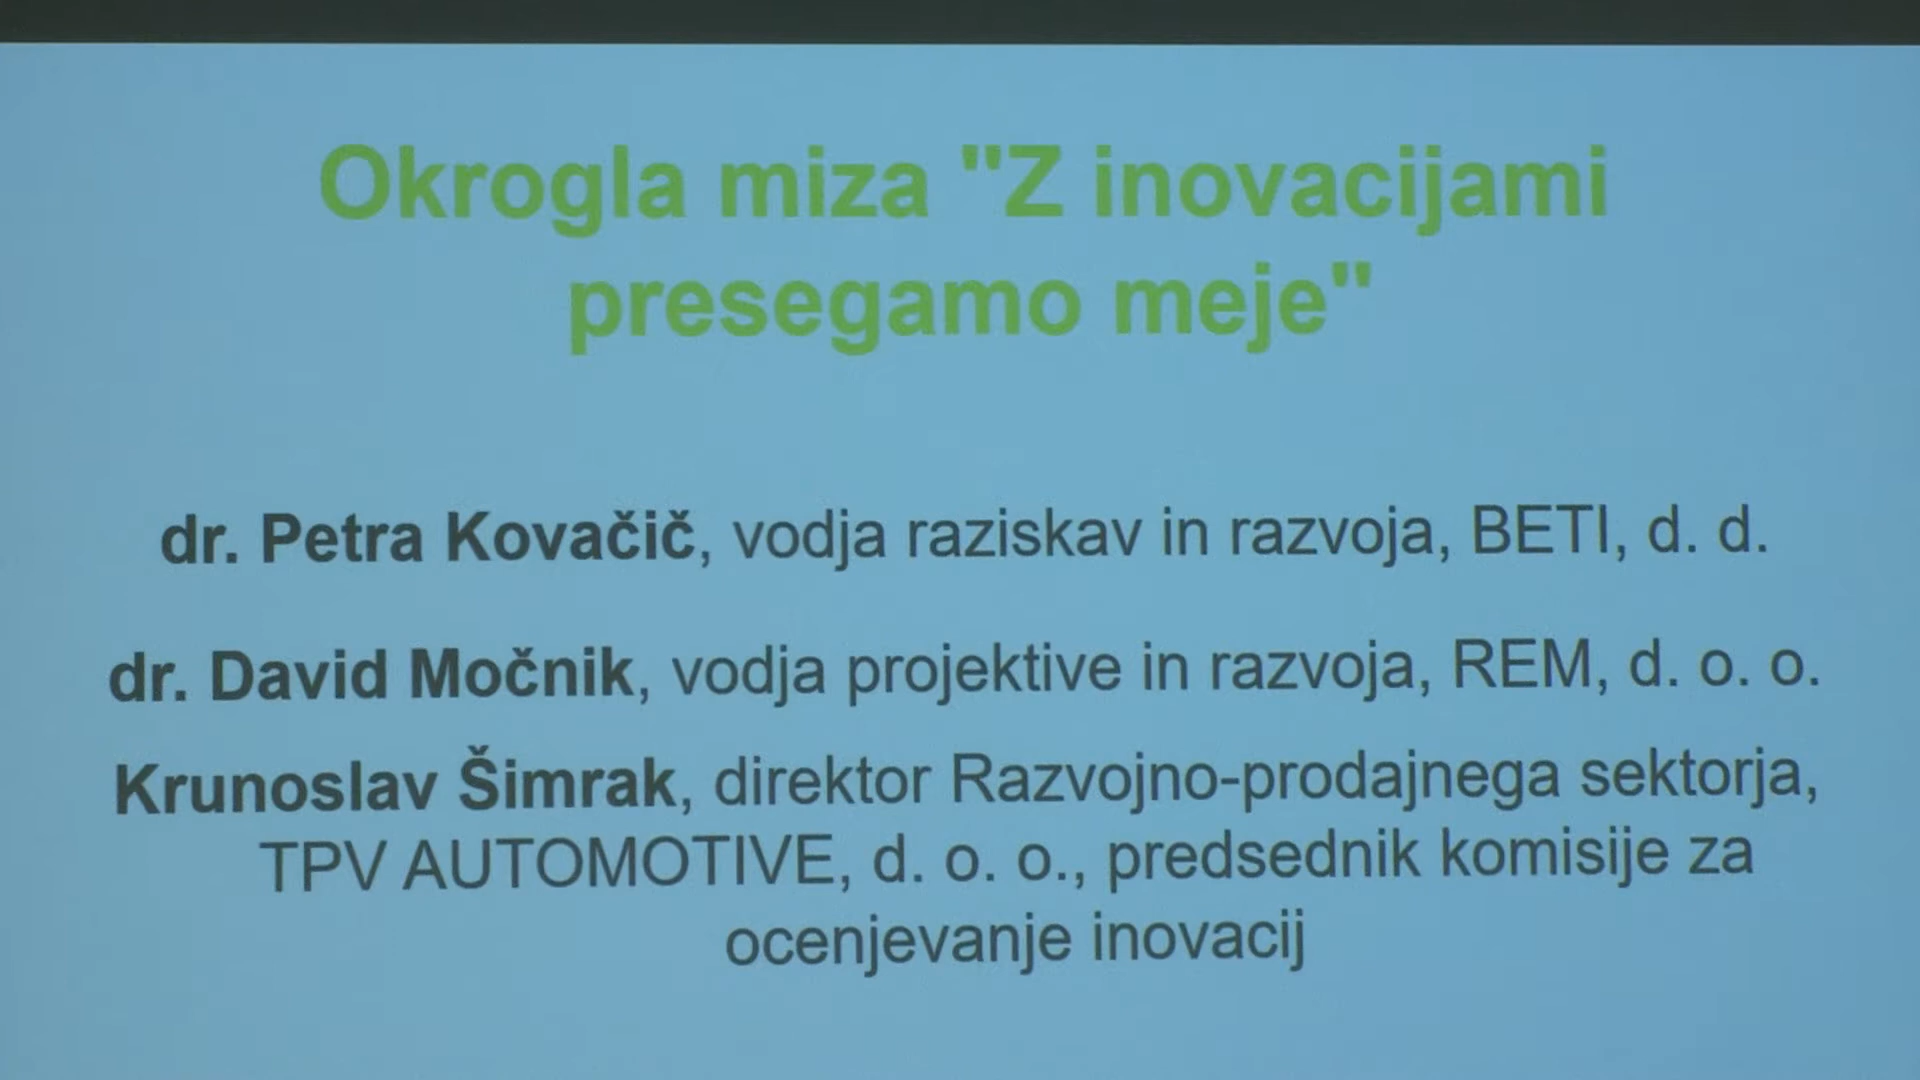 Okrogla miza "Z inovacijami
presegamo meje"
dr. Petra Kovačič, vodja raziskav in razvoja, BETI, d. d.
dr. David Močnik, vodja projektive in razvoja, REM, d. o. o.
Krunoslav Šimrak, direktor Razvojno-prodajnega sektorja,
TPV AUTOMOTIVE, d. o. o., predsednik komisije za
ocenjevanje inovacij